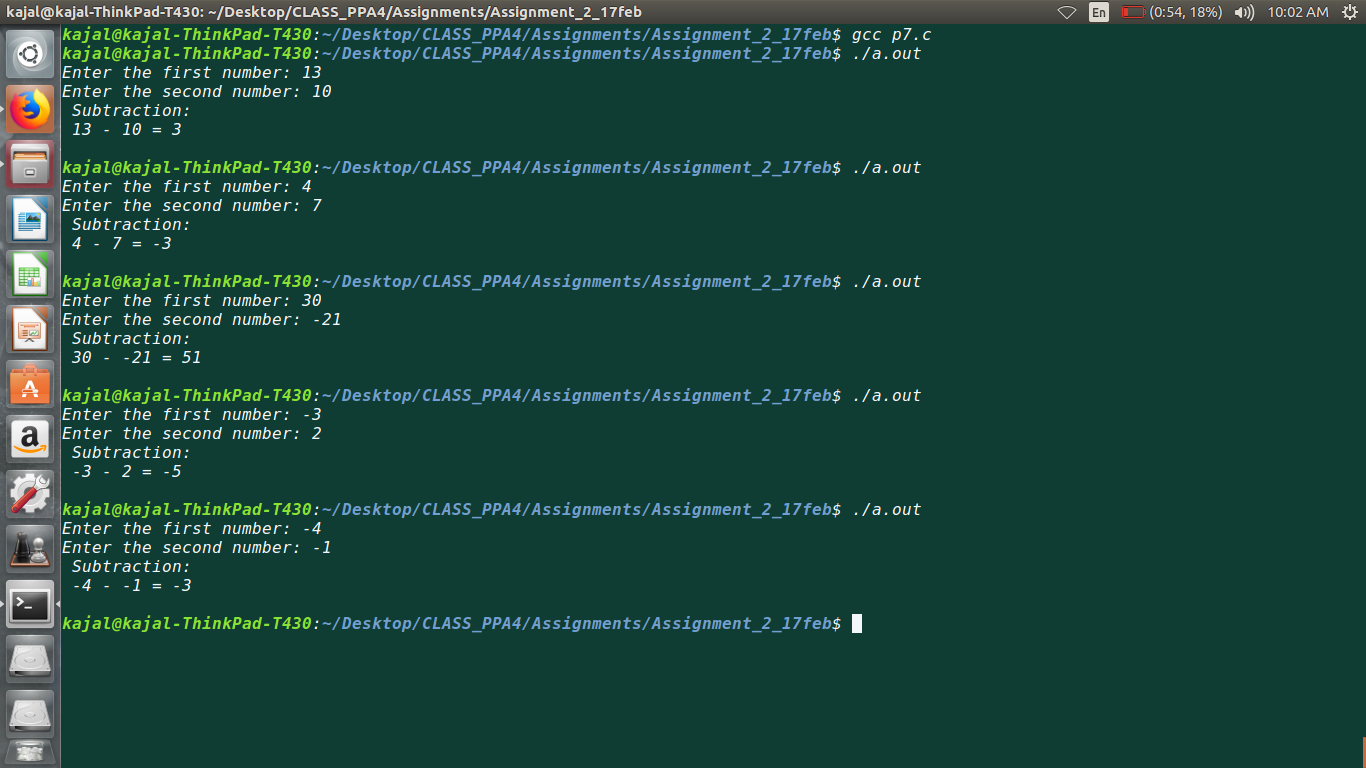 kajal@kajal-ThinkPad-T430: ~/Desktop/CLASS_PPA4/Assignments/Assignment_2_17feb En (0:54, 18%) 10:02 AM
kajal@kajal-ThinkPad-T430:~/Desktop/CLASS_PPA4/Assignments/Assignment_2_17feb$ gcc p7.c
kajal@kajal-ThinkPad-T430:~/Desktop/CLASS_PPA4/Assignments/Assignment_2_17feb$ ./a.out
Enter the first number: 13
Enter the second number: 10
Subtraction:
13 - 10 = 3
kajal@kajal-ThinkPad-T430:~/Desktop/CLASS_PPA4/Assignments/Assignment_2_17feb$ ./a.out
Enter the first number: 4
Enter the second number: 7
Subtraction:
4 - 7 = -3
kajal@kajal-ThinkPad-T430:~/Desktop/CLASS_PPA4/Assignments/Assignment_2_17feb$ ./a.out
Enter the first number: 30
Enter the second number: -21
Subtraction:
30 - -21 = 51
kajal@kajal-ThinkPad-T430:~/Desktop/CLASS_PPA4/Assignments/Assignment_2_17feb$ ./a.out
Enter the first number: -3
Enter the second number: 2
Subtraction:
-3 - 2 = -5
kajal@kajal-ThinkPad-T430:~/Desktop/CLASS_PPA4/Assignments/Assignment_2_17feb$ ./a.out
Enter the first number: -4
Enter the second number: -1
Subtraction:
-4 - -1 = -3
kajal@kajal-ThinkPad-T430:~/Desktop/CLASS_PPA4/Assignments/Assignment_2_17feb$